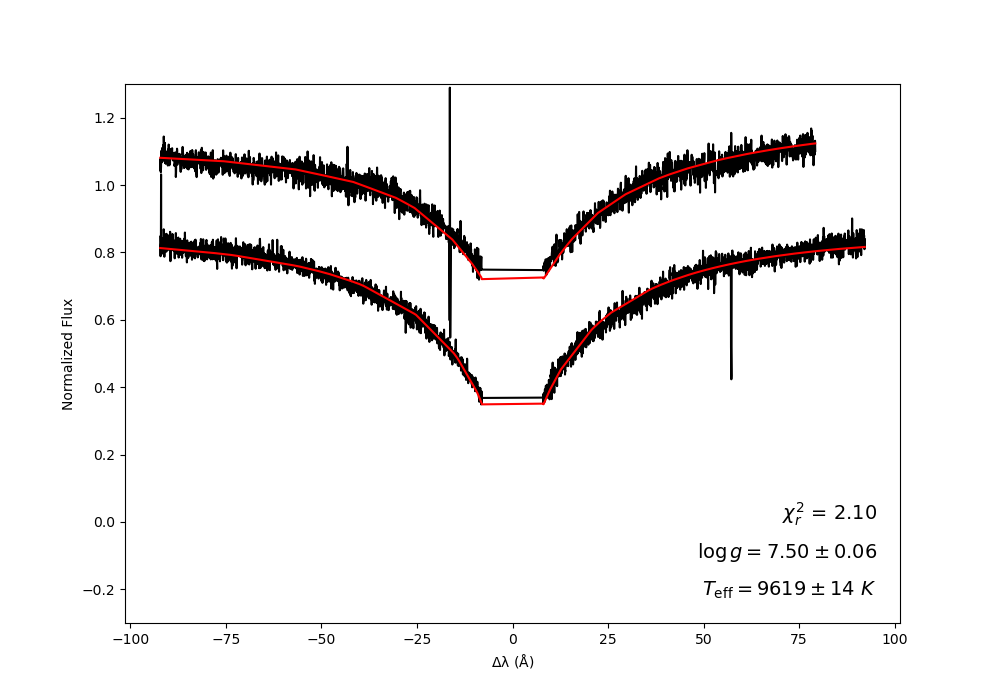 1.2
1.0
0.8
0.6
0.4
0.2
0.0
−0.2
Normalized Flux
χ²ᵣ = 2.10
log g = 7.50 ± 0.06
T_eff = 9619 ± 14 K
−100 −75 −50 −25 0 25 50 75 100
Δλ (Å)